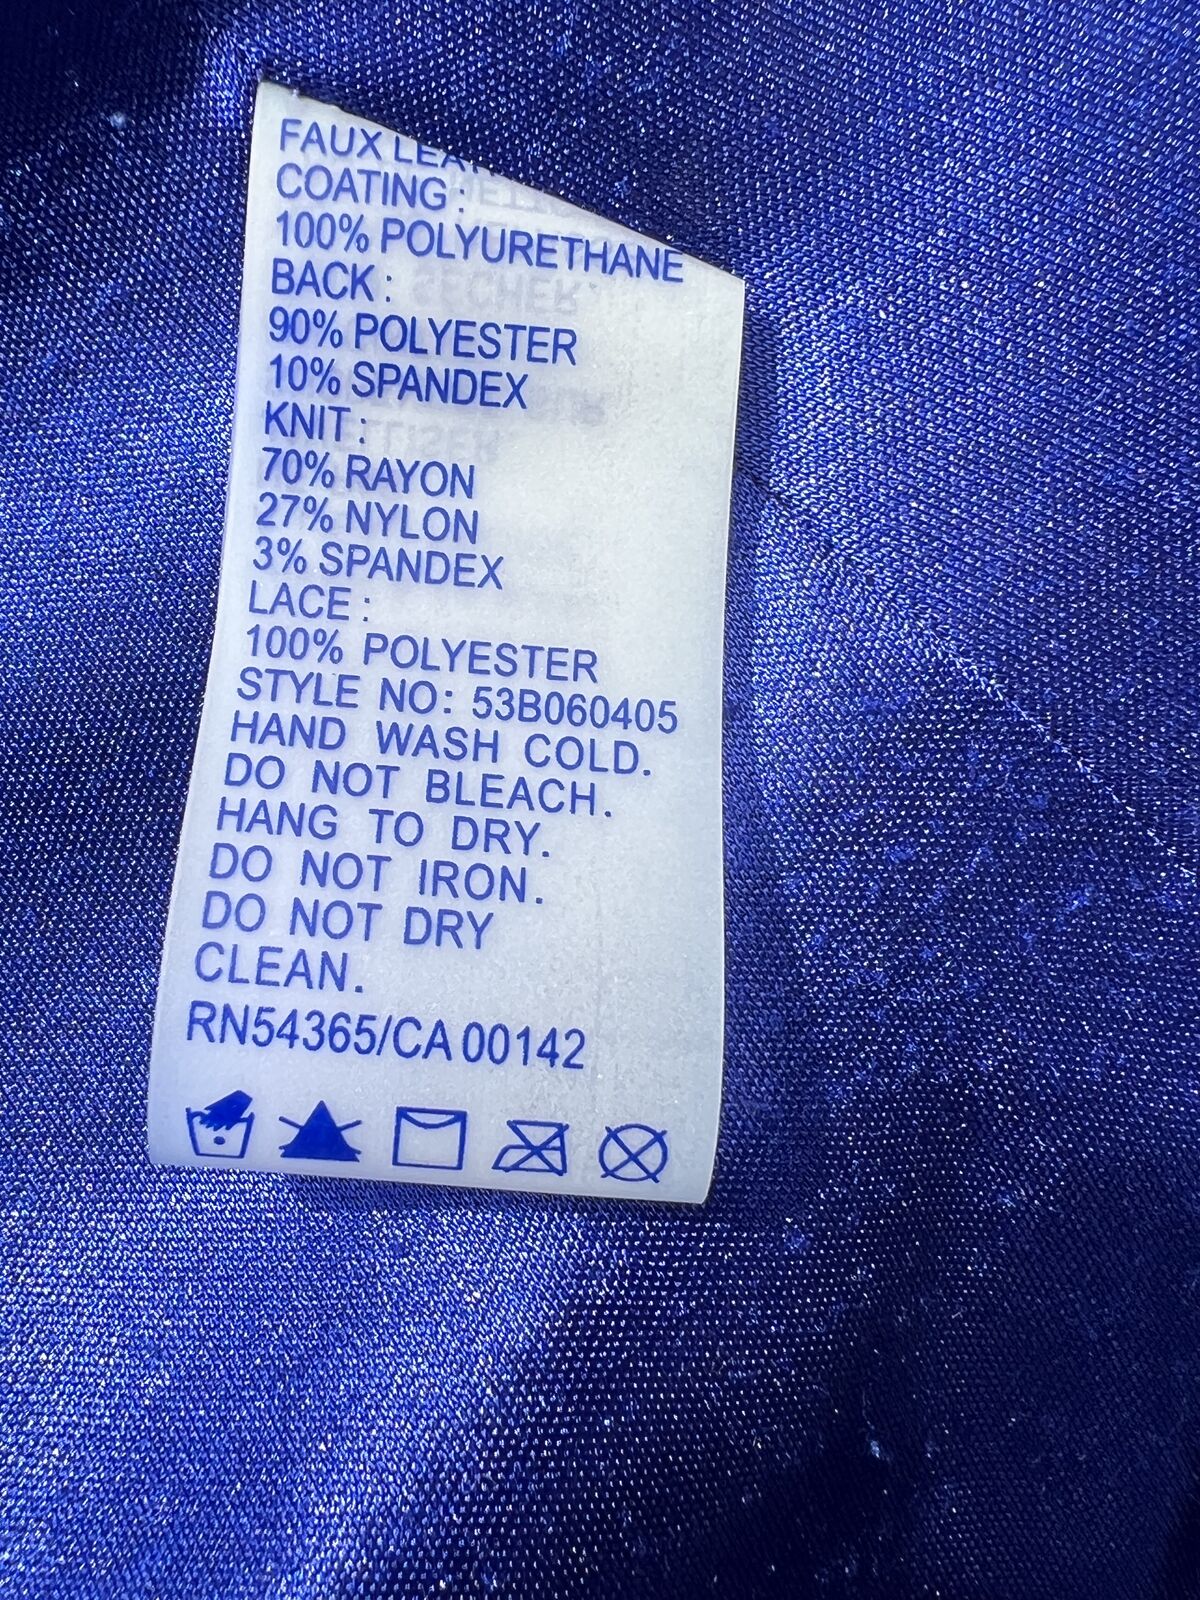 FAUX
COATING :
100% POLYURETHANE
BACK :
90% POLYESTER
10% SPANDEX
KNIT :
70% RAYON
27% NYLON
3% SPANDEX
LACE :
100% POLYESTER
STYLE NO: 53B060405
HAND WASH COLD.
DO NOT BLEACH.
HANG TO DRY.
DO NOT IRON.
DO NOT DRY
CLEAN.
RN54365/CA 00142